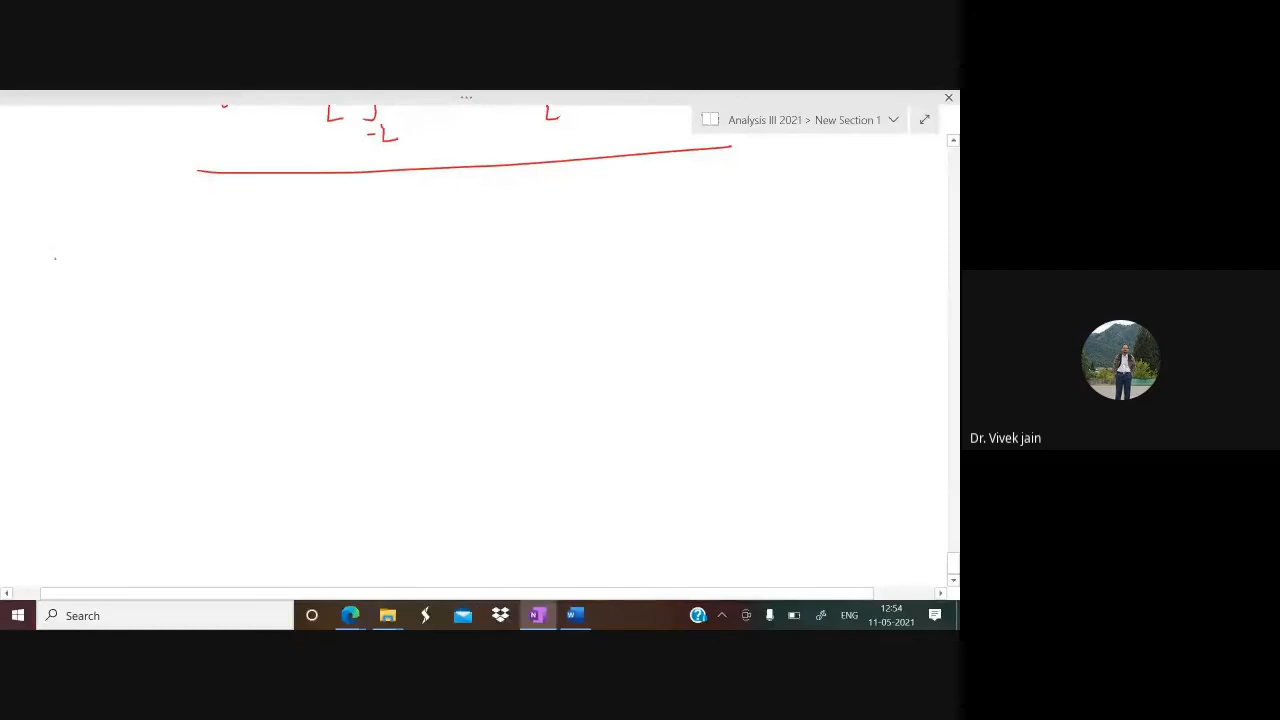 L L
-L
Analysis III 2021 > New Section 1
Dr. Vivek jain
Search
ENG
12:54
11-05-2021